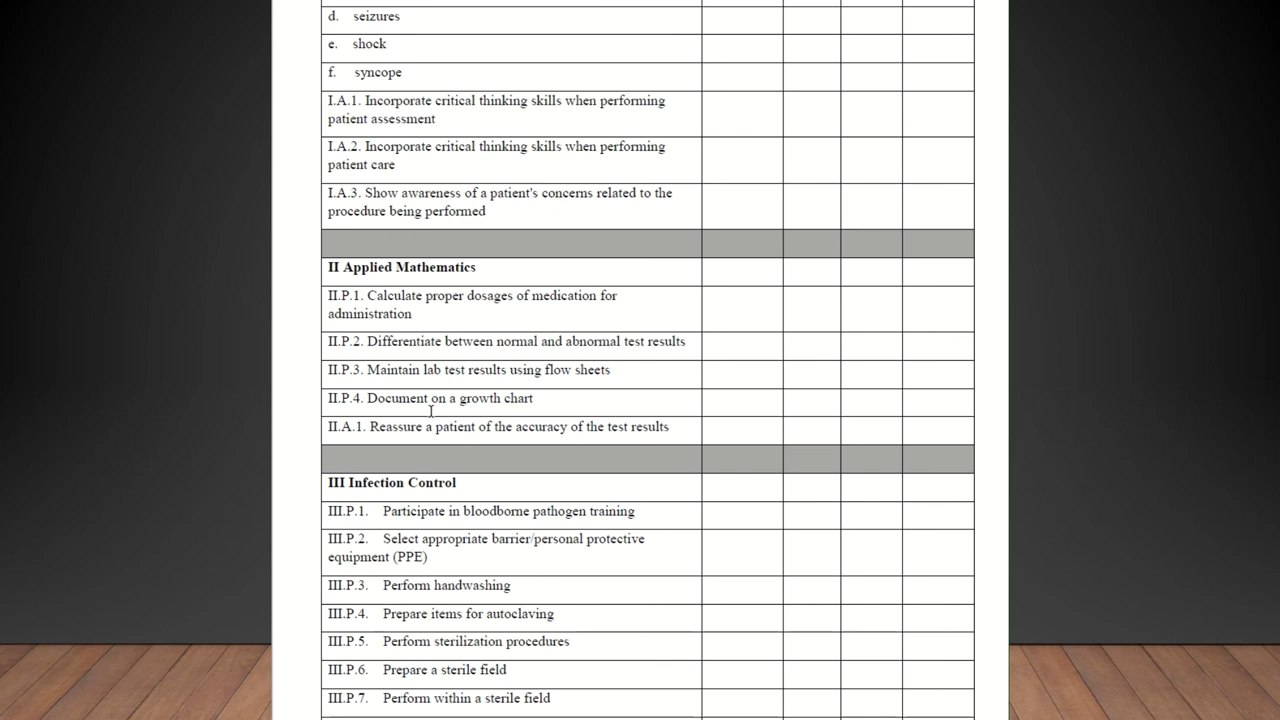 d. seizures
e. shock
f. syncope
I.A.1. Incorporate critical thinking skills when performing
patient assessment
I.A.2. Incorporate critical thinking skills when performing
patient care
I.A.3. Show awareness of a patient's concerns related to the
procedure being performed
II Applied Mathematics
II.P.1. Calculate proper dosages of medication for
administration
II.P.2. Differentiate between normal and abnormal test results
II.P.3. Maintain lab test results using flow sheets
II.P.4. Document on a growth chart
II.A.1. Reassure a patient of the accuracy of the test results
III Infection Control
III.P.1. Participate in bloodborne pathogen training
III.P.2. Select appropriate barrier/personal protective
equipment (PPE)
III.P.3. Perform handwashing
III.P.4. Prepare items for autoclaving
III.P.5. Perform sterilization procedures
III.P.6. Prepare a sterile field
III.P.7. Perform within a sterile field